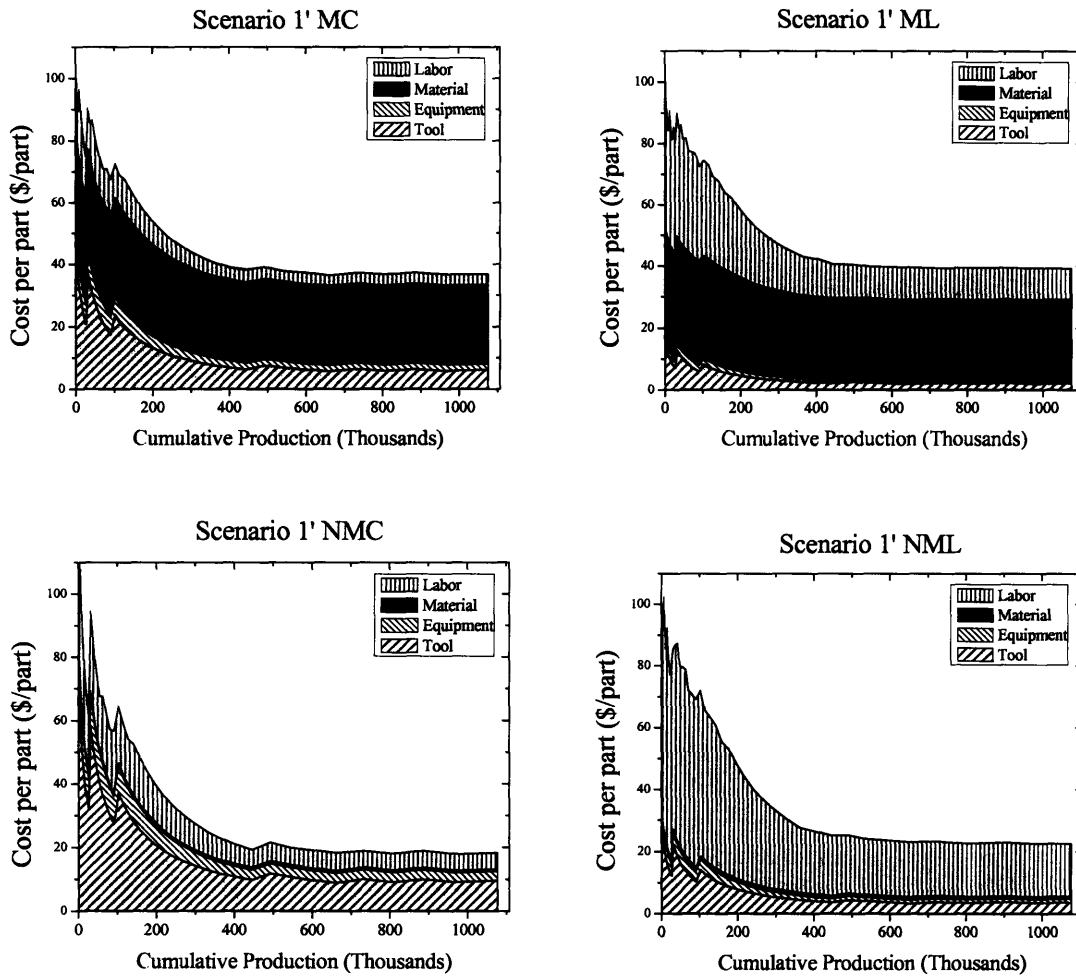 Scenario 1' MC
Cost per part ($/part)
100
80
60
40
20
0
Labor
Material
Equipment
Tool
0 200 400 600 800 1000
Cumulative Production (Thousands)
Scenario 1' ML
Cost per part ($/part)
100
80
60
40
20
0
Labor
Material
Equipment
Tool
0 200 400 600 800 1000
Cumulative Production (Thousands)
Scenario 1' NMC
Cost per part ($/part)
100
80
60
40
20
0
Labor
Material
Equipment
Tool
0 200 400 600 800 1000
Cumulative Production (Thousands)
Scenario 1' NML
Cost per part ($/part)
100
80
60
40
20
0
Labor
Material
Equipment
Tool
0 200 400 600 800 1000
Cumulative Production (Thousands)